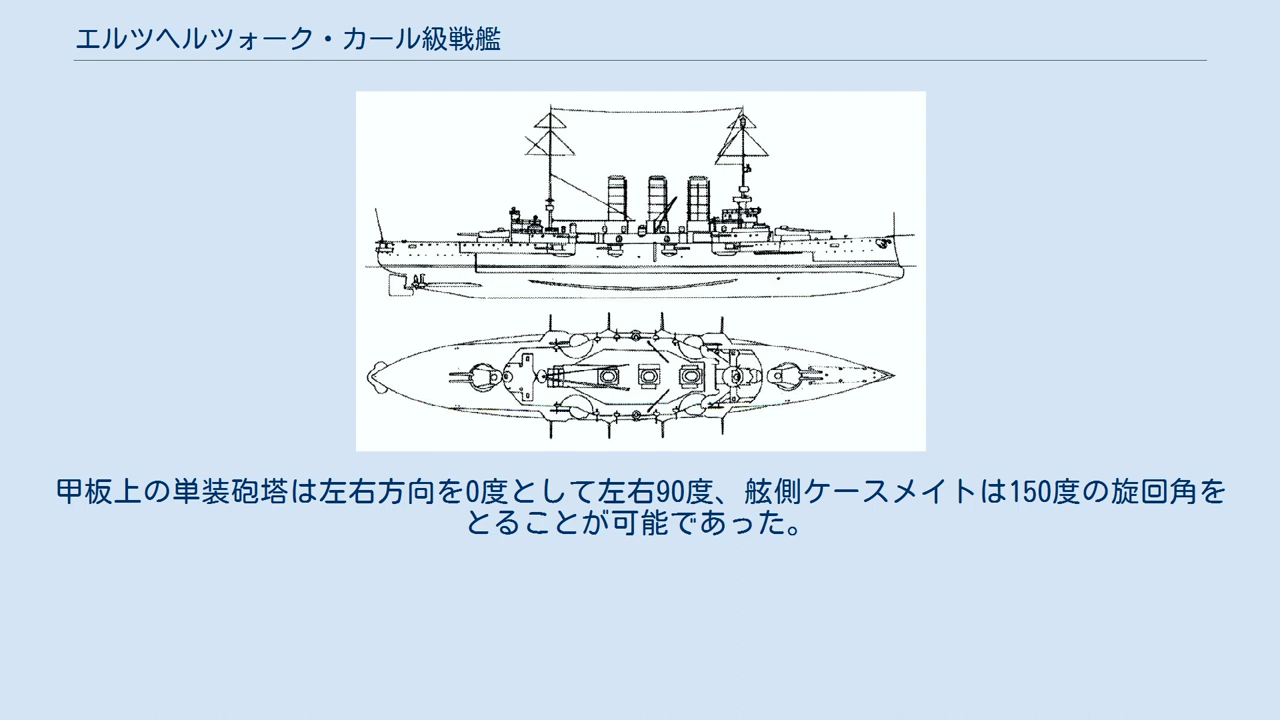 エルツヘルツォーク・カール級戦艦
甲板上の単装砲塔は左右方向を0度として左右90度、舷側ケースメイトは150度の旋回角を
とることが可能であった。